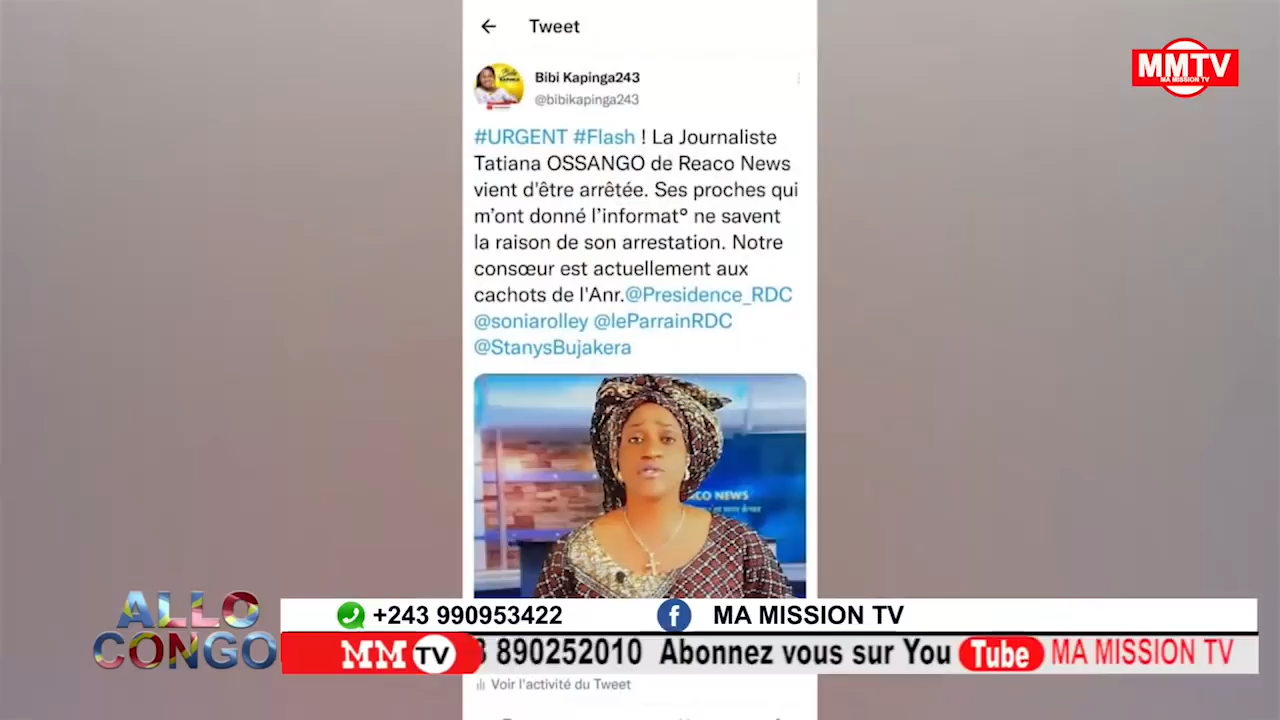 Tweet
MMTV
MA MISSION TV
Bibi Kapinga243
@bibikapinga243
#URGENT #Flash ! La Journaliste
Tatiana OSSANGO de Reaco News
vient d'être arrêtée. Ses proches qui
m’ont donné l’informat° ne savent
la raison de son arrestation. Notre
consœur est actuellement aux
cachots de l'Anr.@Presidence_RDC
@soniarolley @leParrainRDC
@StanysBujakera
ACO NEWS
ALLO
CONGO
+243 990953422
MA MISSION TV
MM TV
890252010 Abonnez vous sur You Tube MA MISSION TV
Voir l'activité du Tweet